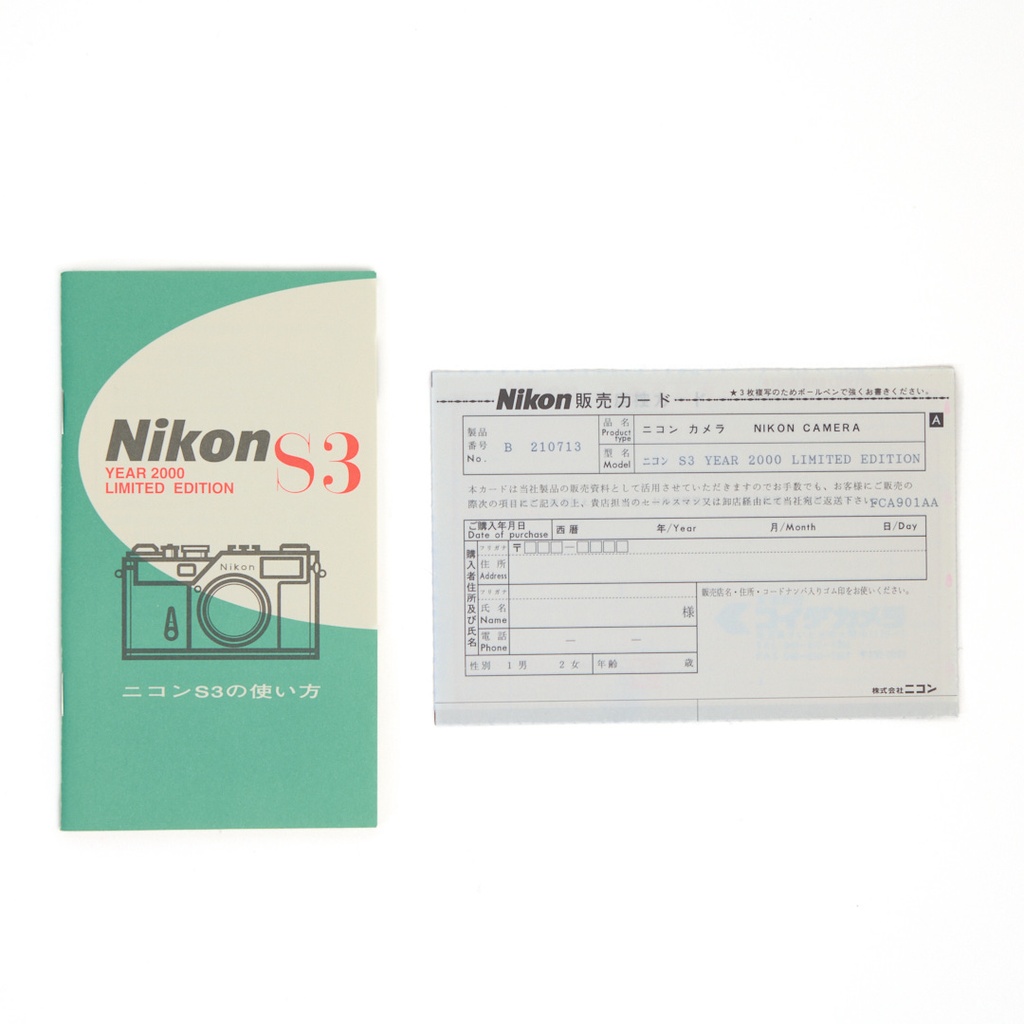 Nikon S3
YEAR 2000
LIMITED EDITION
Nikon
ニコンS3の使い方
Nikon 販売カード
★3枚複写のためボールペンで強くお書きください。
A
製品
番号
No.
B 210713
品名
Product
type
ニコン カメラ NIKON CAMERA
型名
Model
ニコン S3 YEAR 2000 LIMITED EDITION
本カードは当社製品の販売資料として活用させていただきますのでお手数でも、お客様にご販売の
際次の項目にご記入の上、貴店担当のセールスマン又は卸店経由にて当社宛ご返送下さい
FCA901AA
ご購入年月日
Date of purchase
西暦 年/Year 月/Month 日/Day
購入者住所及び氏名
フリガナ
〒
住所
Address
フリガナ
氏名
Name
様
電話
Phone
性別 1男 2女 年齢 歳
販売店名・住所・コードナンバ入りゴム印をお使いください。
株式会社ニコン